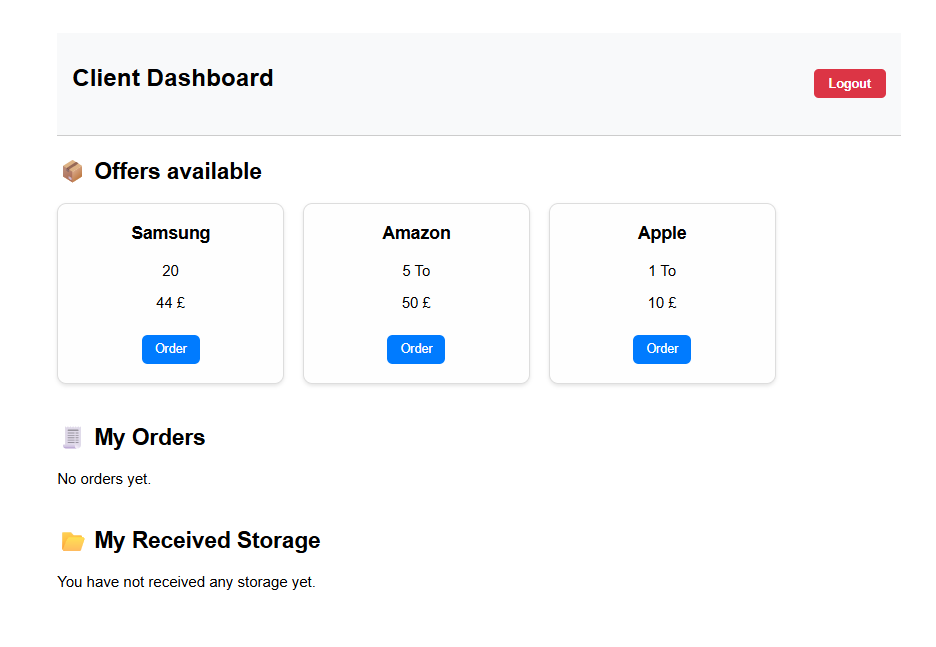 Client Dashboard
Logout
Offers available
Samsung
20
44 £
Order
Amazon
5 To
50 £
Order
Apple
1 To
10 £
Order
My Orders
No orders yet.
My Received Storage
You have not received any storage yet.